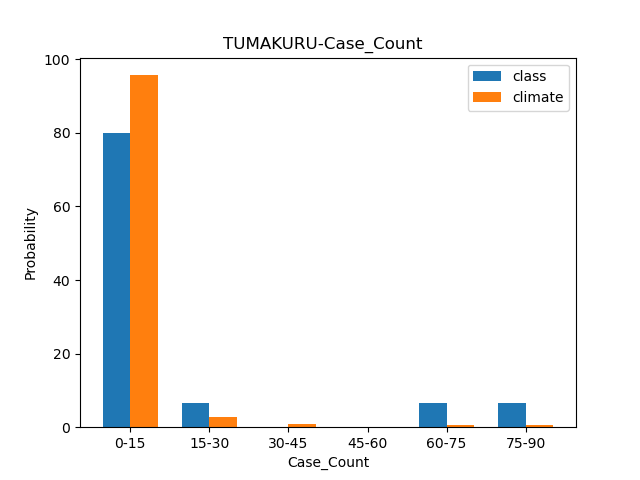 TUMAKURU-Case_Count
class
climate
Probability
100
80
60
40
20
0
0-15 15-30 30-45 45-60 60-75 75-90
Case_Count